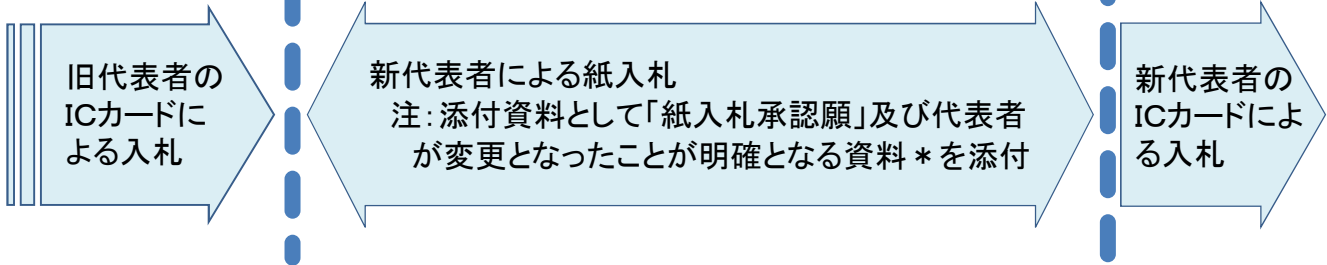 旧代表者の
ICカードに
よる入札
新代表者による紙入札
注:添付資料として「紙入札承認願」及び代表者
が変更となったことが明確となる資料*を添付
新代表者の
ICカードによ
る入札